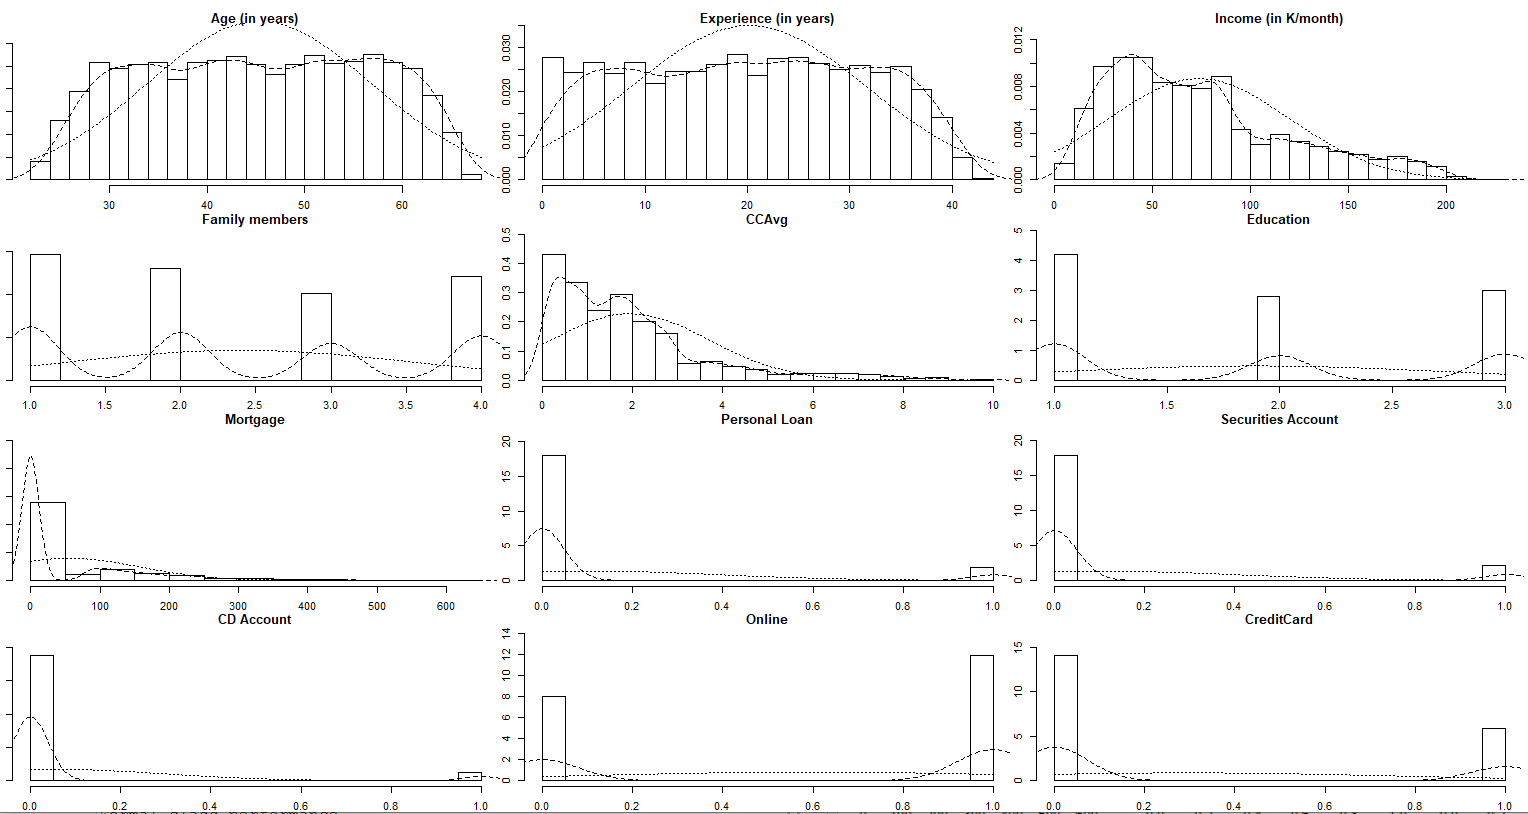 Age (in years) Experience (in years) Income (in K/month)
0.000 0.010 0.020 0.030
0.000 0.004 0.008 0.012
30 40 50 60
0 10 20 30 40
0 50 100 150 200
Family members CCAvg Education
0.0 0.1 0.2 0.3 0.4 0.5
0 1 2 3 4 5
1.0 1.5 2.0 2.5 3.0 3.5 4.0
0 2 4 6 8 10
1.0 1.5 2.0 2.5 3.0
Mortgage Personal Loan Securities Account
0 5 10 15 20
0 5 10 15 20
0 100 200 300 400 500 600
0.0 0.2 0.4 0.6 0.8 1.0
0.0 0.2 0.4 0.6 0.8 1.0
CD Account Online CreditCard
0 2 4 6 8 10 12 14
0 5 10 15
0.0 0.2 0.4 0.6 0.8 1.0
0.0 0.2 0.4 0.6 0.8 1.0
0.0 0.2 0.4 0.6 0.8 1.0